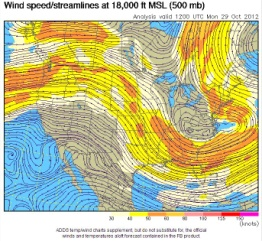 Wind speed/streamlines at 18,000 ft MSL (500 mb)
Analysis valid 1200 UTC Mon 29 Oct 2012
30 40 50 60 80 100 125 150
(knots)
ADDS temp/wind charts supplement, but do not substitute for, the official
winds and temperatures aloft forecast contained in the FB product